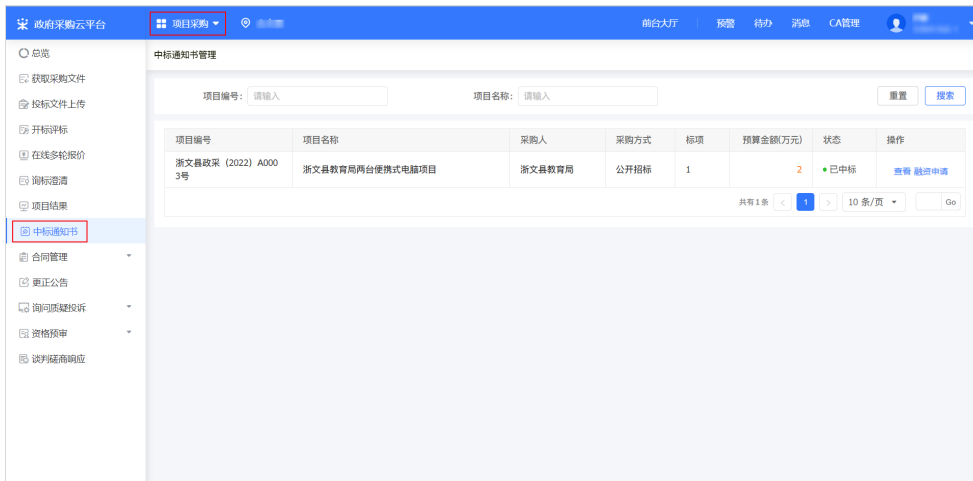 政府采购云平台
项目采购
前台大厅 预警 待办 消息 CA管理
总览
获取采购文件
投标文件上传
开标评标
在线多轮报价
询标澄清
项目结果
中标通知书
合同管理
更正公告
询问质疑投诉
资格预审
谈判磋商响应
中标通知书管理
项目编号： 请输入 项目名称： 请输入 重置 搜索
项目编号 项目名称 采购人 采购方式 标项 预算金额(万元) 状态 操作
浙文县政采（2022）A000
3号 浙文县教育局两台便携式电脑项目 浙文县教育局 公开招标 1 2 已中标 查看 融资申请
共有1条 < 1 > 10 条/页 Go